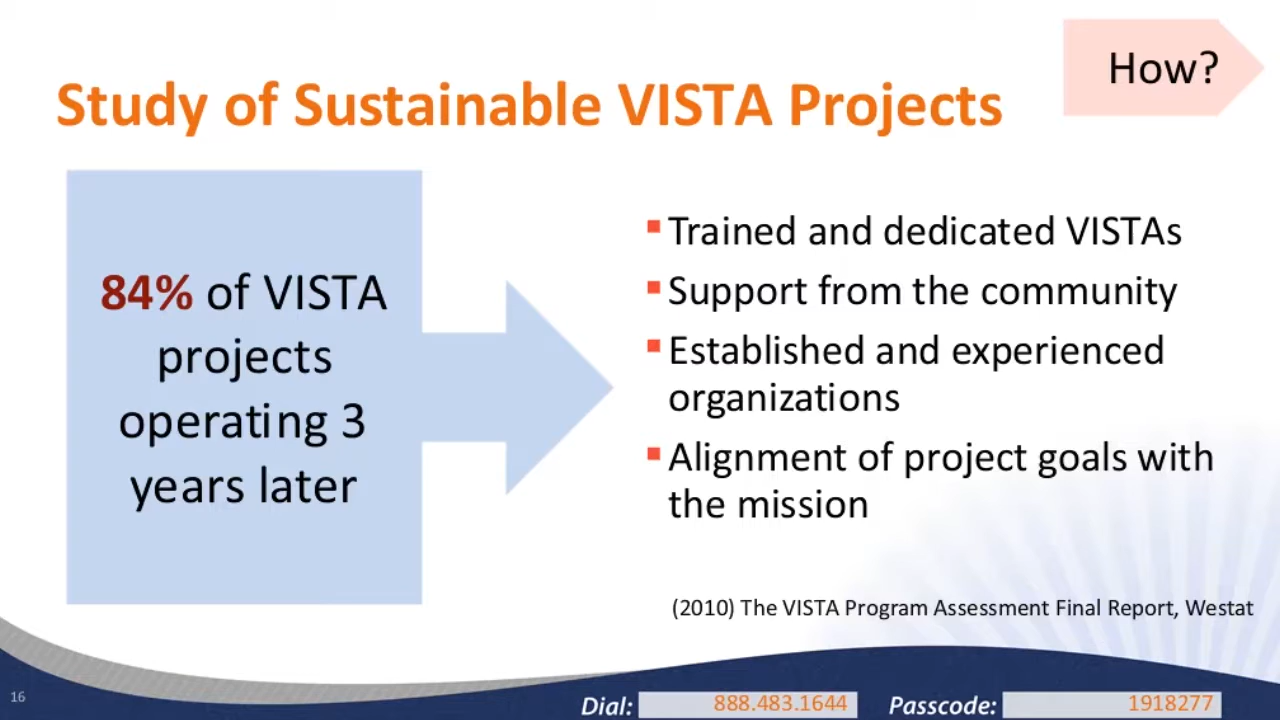 How?
Study of Sustainable VISTA Projects
84% of VISTA
projects
operating 3
years later
Trained and dedicated VISTAs
Support from the community
Established and experienced
organizations
Alignment of project goals with
the mission
(2010) The VISTA Program Assessment Final Report, Westat
16
Dial: 888.483.1644 Passcode: 1918277